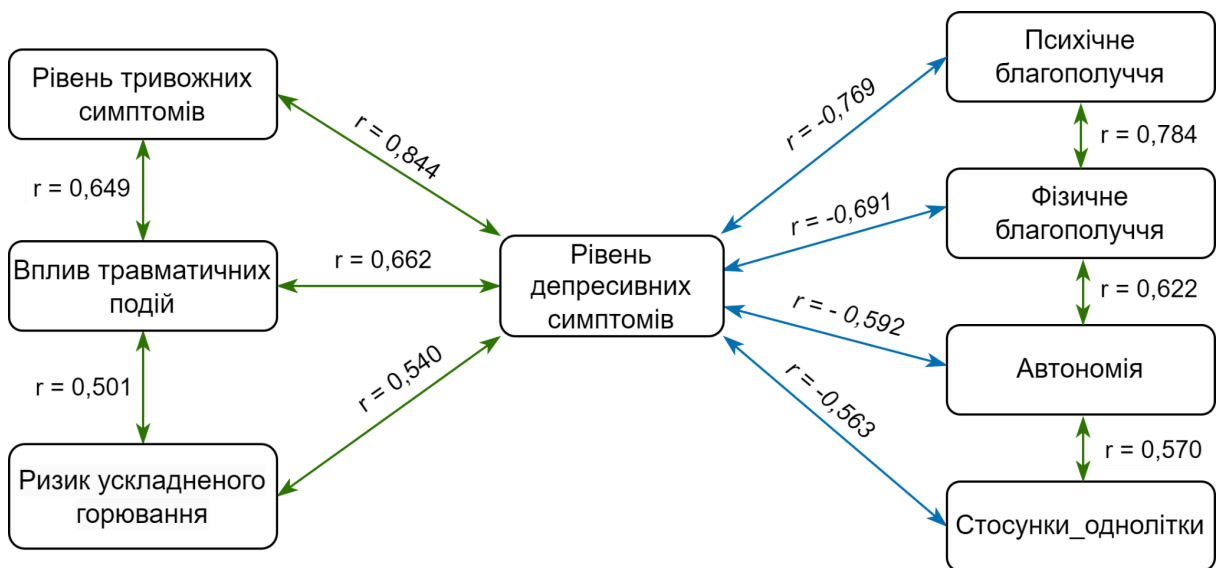 Рівень тривожних
симптомів
r = 0,649
Вплив травматичних
подій
r = 0,501
Ризик ускладненого
горювання
r = 0,844
r = 0,662
r = 0,540
Рівень
депресивних
симптомів
r = -0,769
r = -0,691
r = - 0,592
r = -0,563
Психічне
благополуччя
r = 0,784
Фізичне
благополуччя
r = 0,622
Автономія
r = 0,570
Стосунки_однолітки